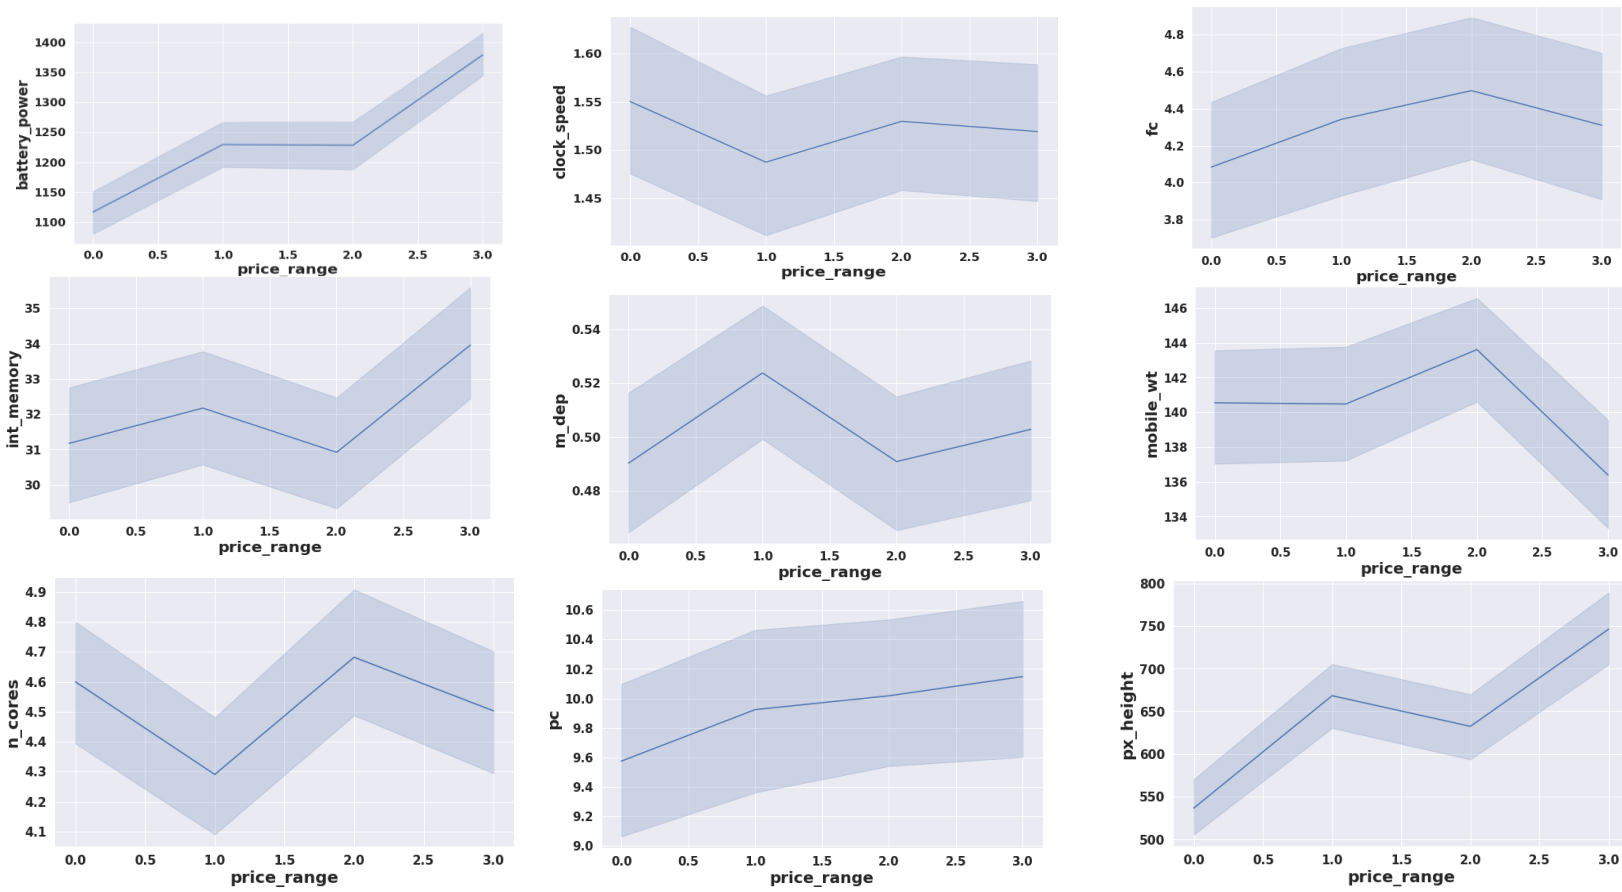 battery_power
1400
1350
1300
1250
1200
1150
1100
0.0 0.5 1.0 1.5 2.0 2.5 3.0
price_range
clock_speed
1.60
1.55
1.50
1.45
0.0 0.5 1.0 1.5 2.0 2.5 3.0
price_range
fc
4.8
4.6
4.4
4.2
4.0
3.8
0.0 0.5 1.0 1.5 2.0 2.5 3.0
price_range
int_memory
35
34
33
32
31
30
0.0 0.5 1.0 1.5 2.0 2.5 3.0
price_range
m_dep
0.54
0.52
0.50
0.48
0.0 0.5 1.0 1.5 2.0 2.5 3.0
price_range
mobile_wt
146
144
142
140
138
136
134
0.0 0.5 1.0 1.5 2.0 2.5 3.0
price_range
n_cores
4.9
4.8
4.7
4.6
4.5
4.4
4.3
4.2
4.1
0.0 0.5 1.0 1.5 2.0 2.5 3.0
price_range
pc
10.6
10.4
10.2
10.0
9.8
9.6
9.4
9.2
9.0
0.0 0.5 1.0 1.5 2.0 2.5 3.0
price_range
px_height
800
750
700
650
600
550
500
0.0 0.5 1.0 1.5 2.0 2.5 3.0
price_range